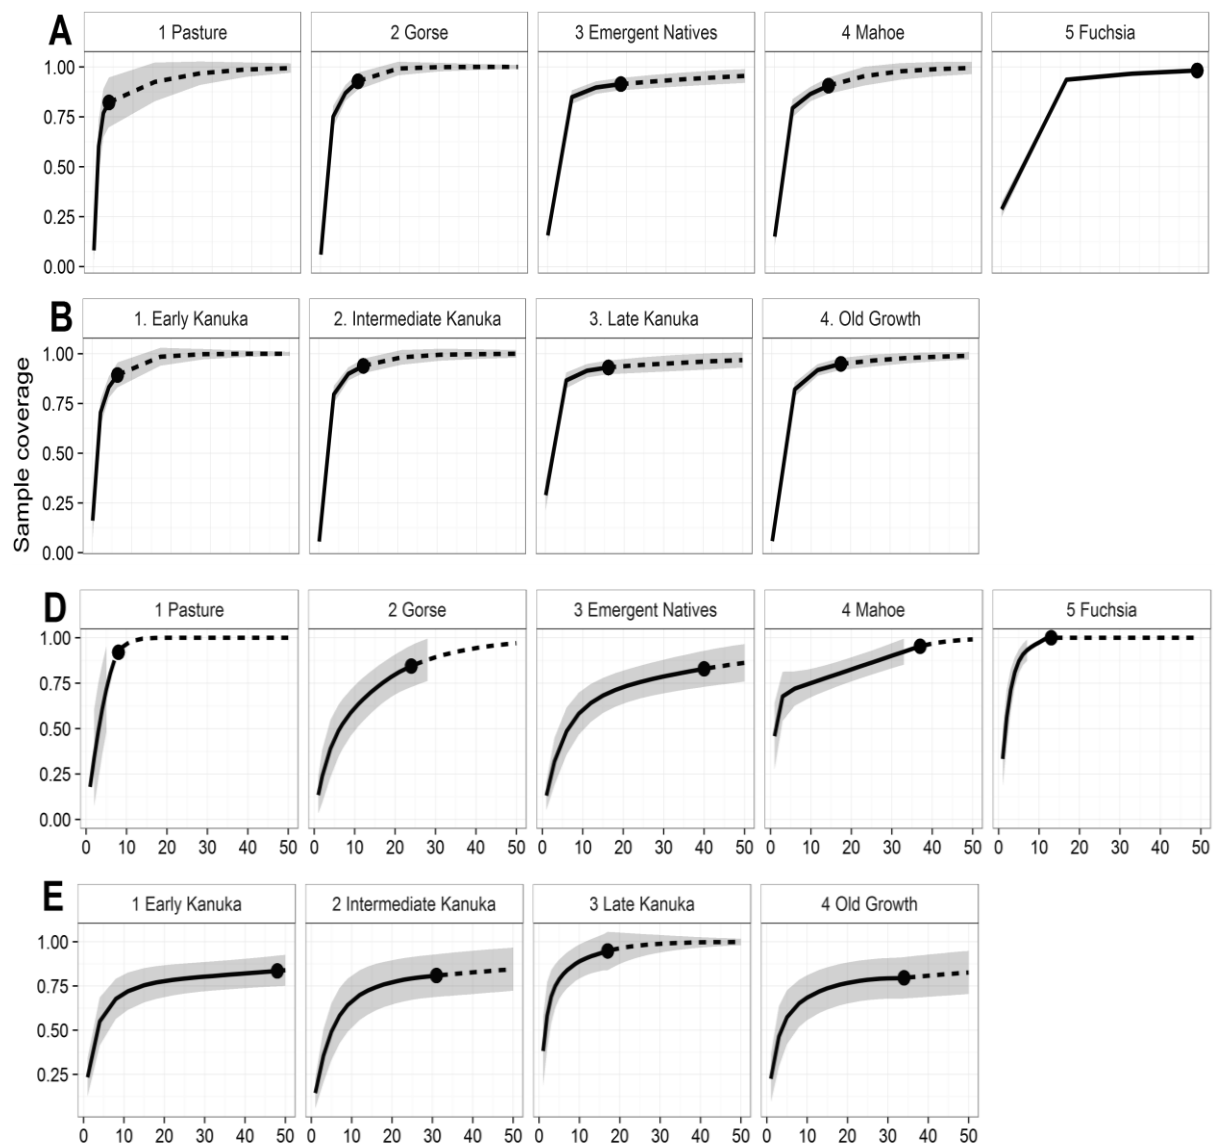 A
1 Pasture 2 Gorse 3 Emergent Natives 4 Mahoe 5 Fuchsia
1.00
0.75
0.50
0.25
0.00
B
1. Early Kanuka 2. Intermediate Kanuka 3. Late Kanuka 4. Old Growth
1.00
0.75
0.50
0.25
0.00
Sample coverage
D
1 Pasture 2 Gorse 3 Emergent Natives 4 Mahoe 5 Fuchsia
1.00
0.75
0.50
0.25
0.00
0 10 20 30 40 50 0 10 20 30 40 50 0 10 20 30 40 50 0 10 20 30 40 50 0 10 20 30 40 50
E
1 Early Kanuka 2 Intermediate Kanuka 3 Late Kanuka 4 Old Growth
1.00
0.75
0.50
0.25
0 10 20 30 40 50 0 10 20 30 40 50 0 10 20 30 40 50 0 10 20 30 40 50